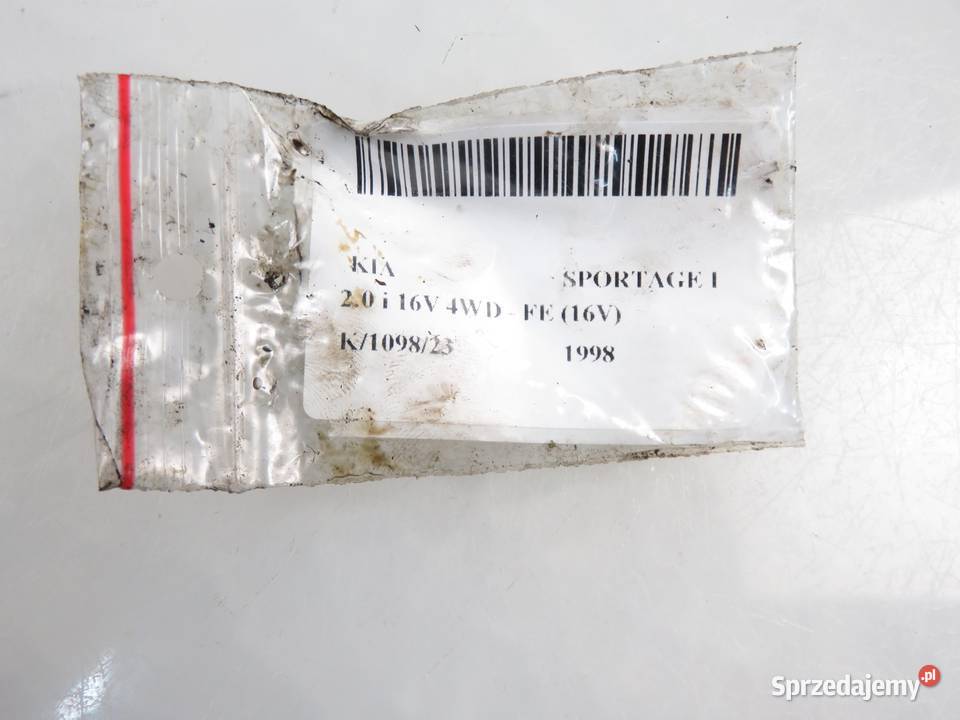 KIA SPORTAGE I
2.0 i 16V 4WD - FE (16V)
K/1098/23 1998
Sprzedajemy.pl